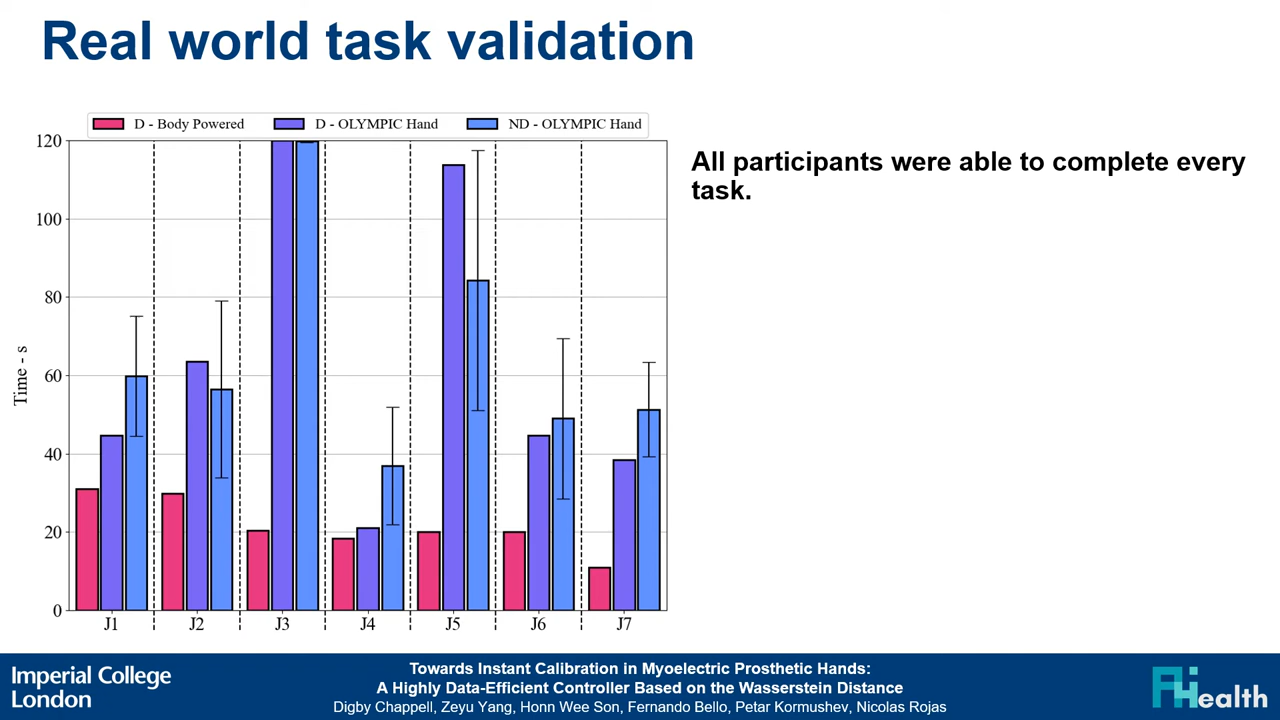 Real world task validation
D - Body Powered
D - OLYMPIC Hand
ND - OLYMPIC Hand
120
100
80
60
40
20
0
Time - s
J1
J2
J3
J4
J5
J6
J7
All participants were able to complete every
task.
Imperial College
London
Towards Instant Calibration in Myoelectric Prosthetic Hands:
A Highly Data-Efficient Controller Based on the Wasserstein Distance
Digby Chappell, Zeyu Yang, Honn Wee Son, Fernando Bello, Petar Kormushev, Nicolas Rojas
AI Health